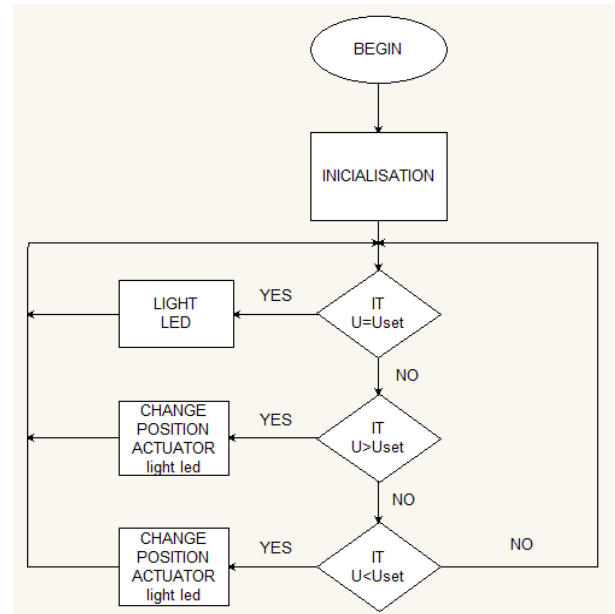 BEGIN
INICIALISATION
LIGHT
LED
YES
IT
U=Uset
NO
CHANGE
POSITION
ACTUATOR
light led
YES
IT
U>Uset
NO
CHANGE
POSITION
ACTUATOR
light led
YES
IT
U<Uset
NO